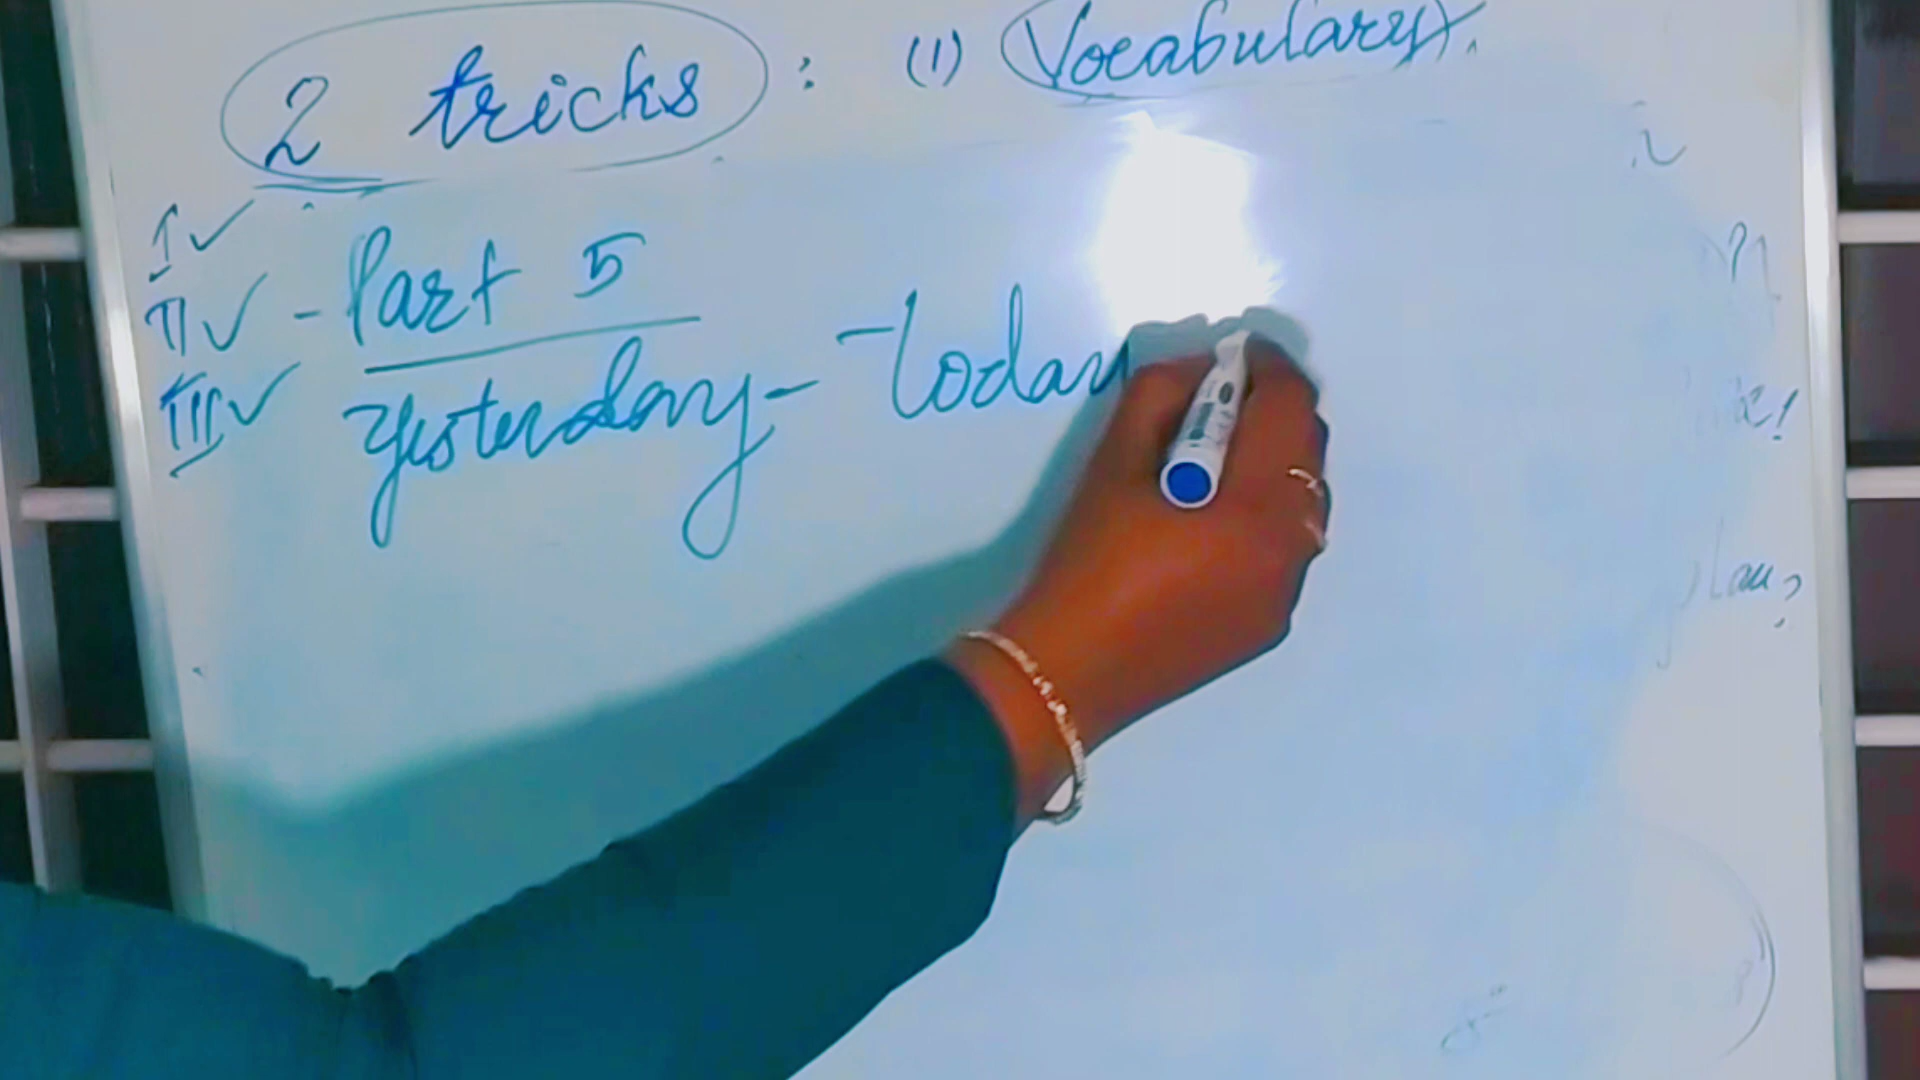 2 tricks : (1) Vocabulary.
I ✓
II ✓ - Part 5
III ✓ Yesterday - Today